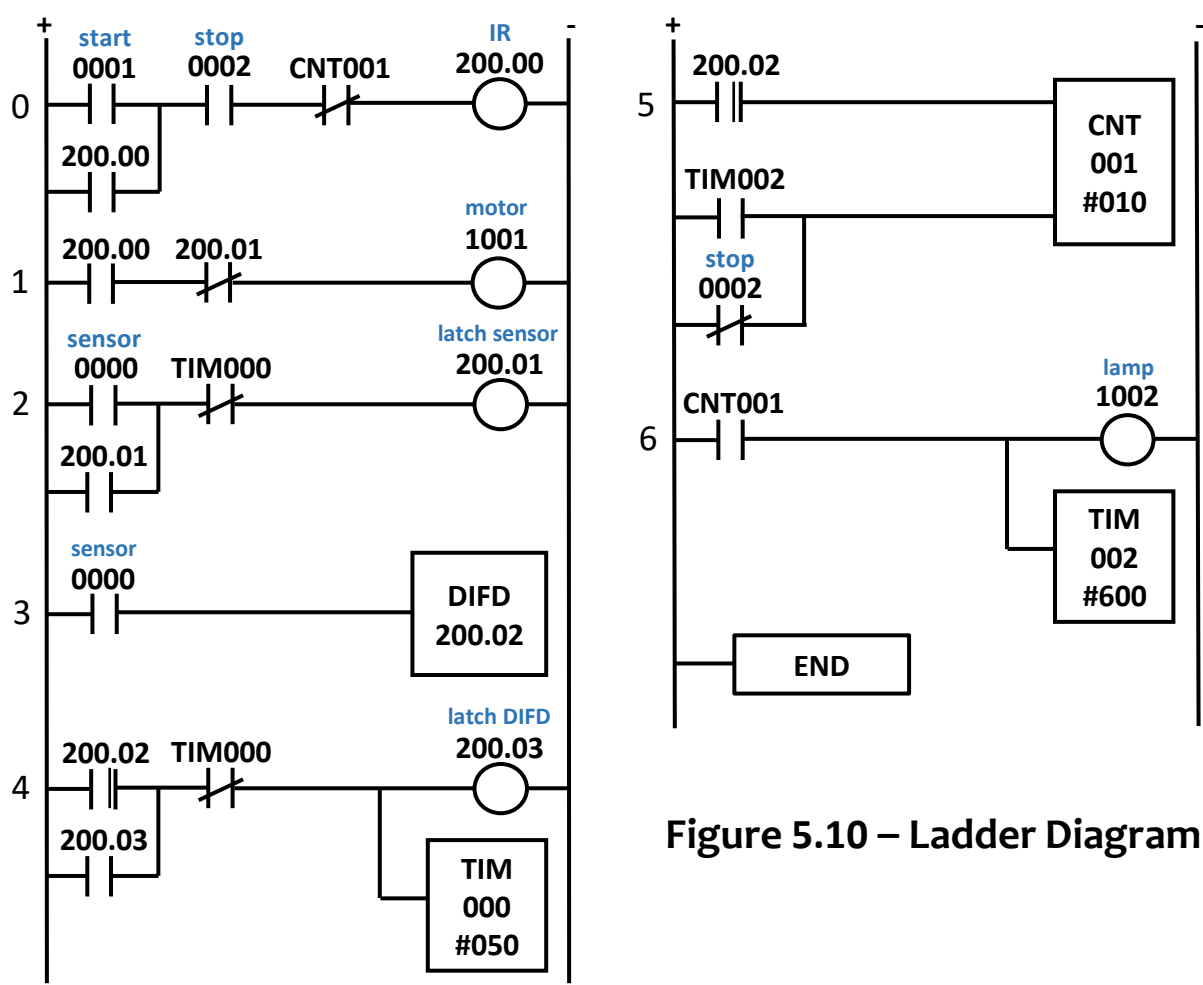 + -
start stop IR
0001 0002 CNT001 200.00
0
200.00
motor
200.00 200.01 1001
1
sensor latch sensor
0000 TIM000 200.01
2
200.01
sensor
0000
3
DIFD
200.02
latch DIFD
200.02 TIM000 200.03
4
200.03
TIM
000
#050
+ -
200.02
5
CNT
001
#010
TIM002
stop
0002
lamp
CNT001 1002
6
TIM
002
#600
END
Figure 5.10 – Ladder Diagram